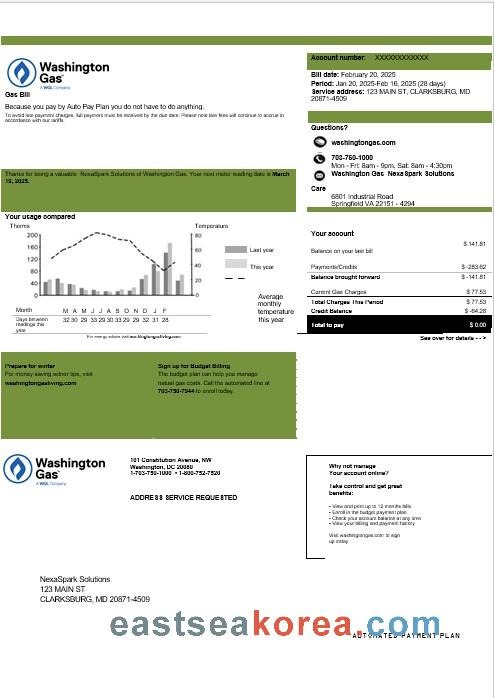 Washington
Gas
A WGL Company
Gas Bill
Because you pay by Auto Pay Plan you do not have to do anything.
To avoid late payment charges, full payment must be received by the due date. Please note late fees will continue to accrue in
accordance with our tariffs.
Account number: XXXXXXXXXXXX
Bill date: February 20, 2025
Period: Jan 20, 2025-Feb 16, 2025 (28 days)
Service address: 123 MAIN ST, CLARKSBURG, MD
20871-4509
Questions?
washingtongas.com
703-750-1000
Mon - Fri: 8am - 9pm, Sat: 8am - 4:30pm
Washington Gas NexaSpark Solutions
Care
6801 Industrial Road
Springfield VA 22151 - 4294
Thanks for being a valuable NexaSpark Solutions of Washington Gas. Your next meter reading date is March
19, 2025.
Your usage compared
Therms
Temperature
200
160
120
80
40
0
80
60
40
20
0
Last year
This year
Average
monthly
temperature
this year
Month M A M J J A S O N D J F
Days between
readings this
year
32 30 29 33 29 30 33 29 29 32 31 28
For energy advice visit washingtongasliving.com
Your account
Balance on your last bill $ 141.81
Payments/Credits $ -283.62
Balance brought forward $ -141.81
Current Gas Charges $ 77.53
Total Charges This Period $ 77.53
Credit Balance $ -64.28
Total to pay $ 0.00
See over for details - - >
Prepare for winter
For money saving winter tips, visit
washingtongasliving.com
Sign up for Budget Billing
The budget plan can help you manage
natural gas costs. Call the automated line at
703-750-7944 to enroll today.
Washington
Gas
A WGL Company
101 Constitution Avenue, NW
Washington, DC 20080
1-703-750-1000 • 1-800-752-7520
ADDRESS SERVICE REQUESTED
Why not manage
Your account online?
Take control and get great
benefits:
• View and print up to 12 months bills
• Enroll in the budget payment plan
• Check your account balance at any time
• View your billing and payment history
Visit washingtongas.com to sign
up today
NexaSpark Solutions
123 MAIN ST
CLARKSBURG, MD 20871-4509
eastseakorea.com
AUTOMATED PAYMENT PLAN